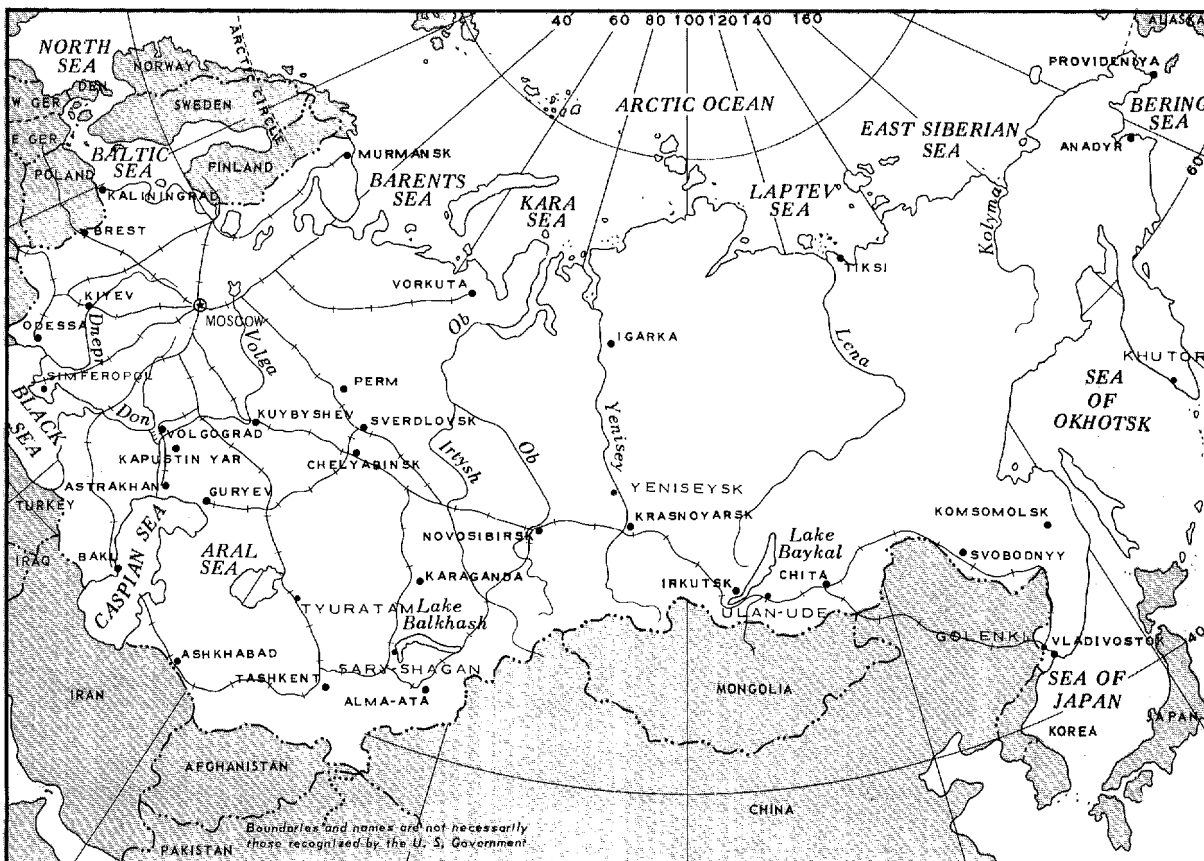 40 60 80 100 120 140 160
ALASKA
NORTH
SEA
NORWAY
ARCTIC CIRCLE
DEN
SWEDEN
W GER
E GER
BALTIC
SEA
FINLAND
POLAND
KALININGRAD
BREST
MURMANSK
BARENTS
SEA
KARA
SEA
ARCTIC OCEAN
LAPTEV
SEA
EAST SIBERIAN
SEA
PROVIDENIYA
BERING
SEA
ANADYR
60
Kolyma
TIKSI
VORKUTA
Ob
KIYEV
ODESSA
Dnepr
MOSCOW
Volga
IGARKA
Lena
KHUTOR
SEA
OF
OKHOTSK
SIMFEROPOL
BLACK
SEA
Don
PERM
KUYBYSHEV
SVERDLOVSK
VOLGOGRAD
KAPUSTIN YAR
CHELYABINSK
Irtysh
Ob
Yenisey
ASTRAKHAN
GURYEV
YENISEYSK
KRASNOYARSK
KOMSOMOLSK
TURKEY
IRAQ
BAKU
CASPIAN SEA
ARAL
SEA
NOVOSIBIRSK
Lake
Baykal
SVOBODNYY
KARAGANDA
IRKUTSK
CHITA
TYURATAM
Lake
Balkhash
ULAN-UDE
GOLENKI
VLADIVOSTOK
40
ASHKHABAD
SARY-SHAGAN
TASHKENT
ALMA-ATA
IRAN
MONGOLIA
SEA OF
JAPAN
KOREA
JAPAN
AFGHANISTAN
CHINA
PAKISTAN
Boundaries and names are not necessarily
those recognized by the U. S. Government